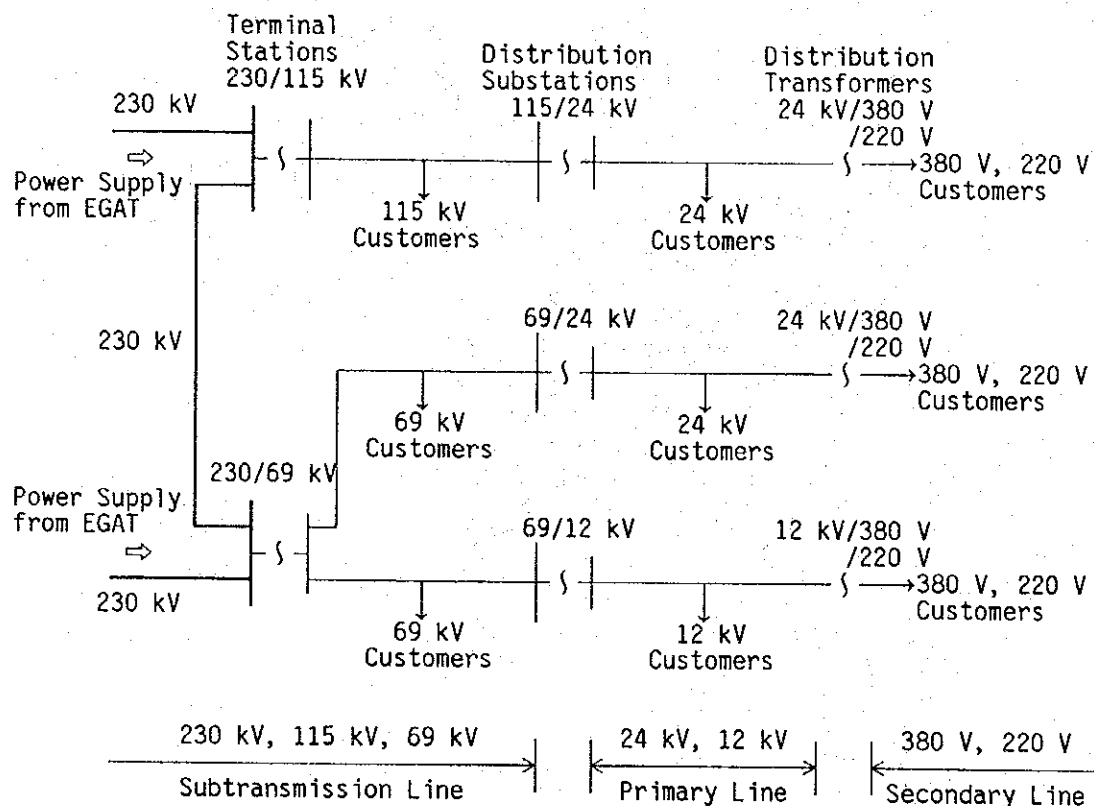 Terminal
Stations
230/115 kV
Distribution
Substations
115/24 kV
Distribution
Transformers
24 kV/380 V
/220 V
230 kV
Power Supply
from EGAT
115 kV
Customers
24 kV
Customers
380 V, 220 V
Customers
230 kV
69/24 kV
24 kV/380 V
/220 V
69 kV
Customers
24 kV
Customers
380 V, 220 V
Customers
230/69 kV
Power Supply
from EGAT
230 kV
69/12 kV
12 kV/380 V
/220 V
69 kV
Customers
12 kV
Customers
380 V, 220 V
Customers
230 kV, 115 kV, 69 kV
24 kV, 12 kV
380 V, 220 V
Subtransmission Line
Primary Line
Secondary Line